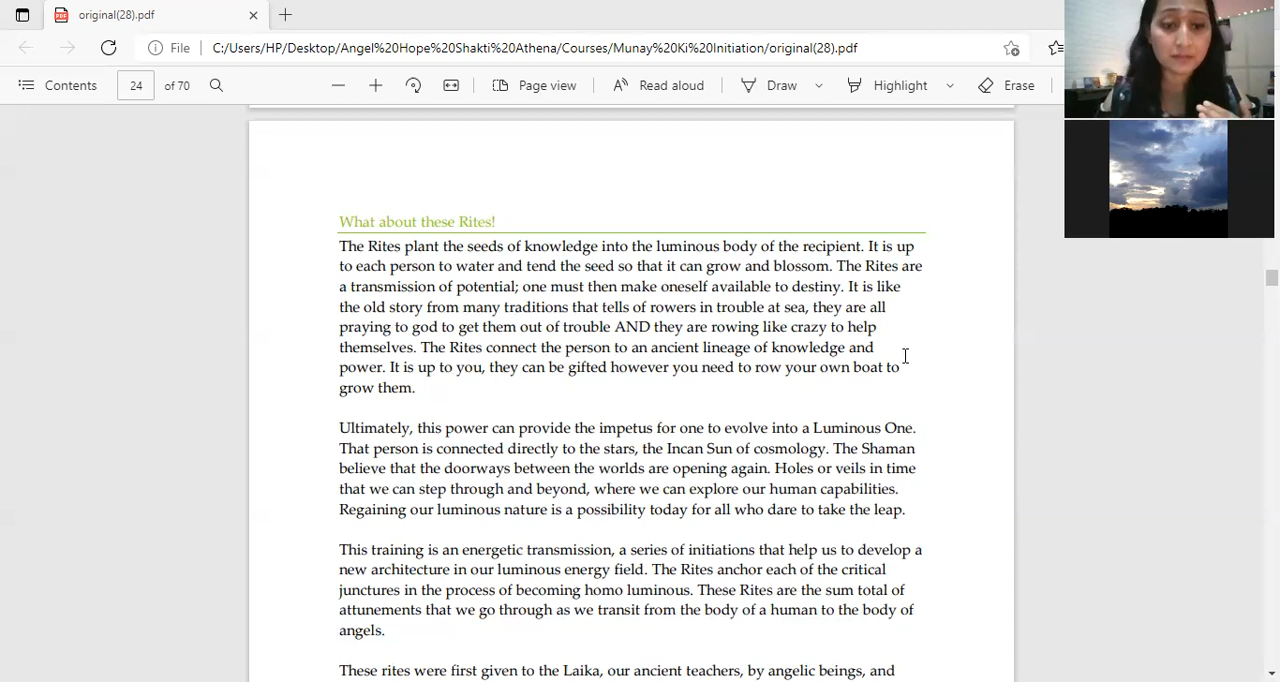 original(28).pdf
File
C:/Users/HP/Desktop/Angel%20Hope%20Shakti%20Athena/Courses/Munay%20Ki%20Initiation/original(28).pdf
Contents
24
of 70
Page view
Read aloud
Draw
Highlight
Erase
What about these Rites!
The Rites plant the seeds of knowledge into the luminous body of the recipient. It is up
to each person to water and tend the seed so that it can grow and blossom. The Rites are
a transmission of potential; one must then make oneself available to destiny. It is like
the old story from many traditions that tells of rowers in trouble at sea, they are all
praying to god to get them out of trouble AND they are rowing like crazy to help
themselves. The Rites connect the person to an ancient lineage of knowledge and
power. It is up to you, they can be gifted however you need to row your own boat to
grow them.
Ultimately, this power can provide the impetus for one to evolve into a Luminous One.
That person is connected directly to the stars, the Incan Sun of cosmology. The Shaman
believe that the doorways between the worlds are opening again. Holes or veils in time
that we can step through and beyond, where we can explore our human capabilities.
Regaining our luminous nature is a possibility today for all who dare to take the leap.
This training is an energetic transmission, a series of initiations that help us to develop a
new architecture in our luminous energy field. The Rites anchor each of the critical
junctures in the process of becoming homo luminous. These Rites are the sum total of
attunements that we go through as we transit from the body of a human to the body of
angels.
These rites were first given to the Laika, our ancient teachers, by angelic beings, and